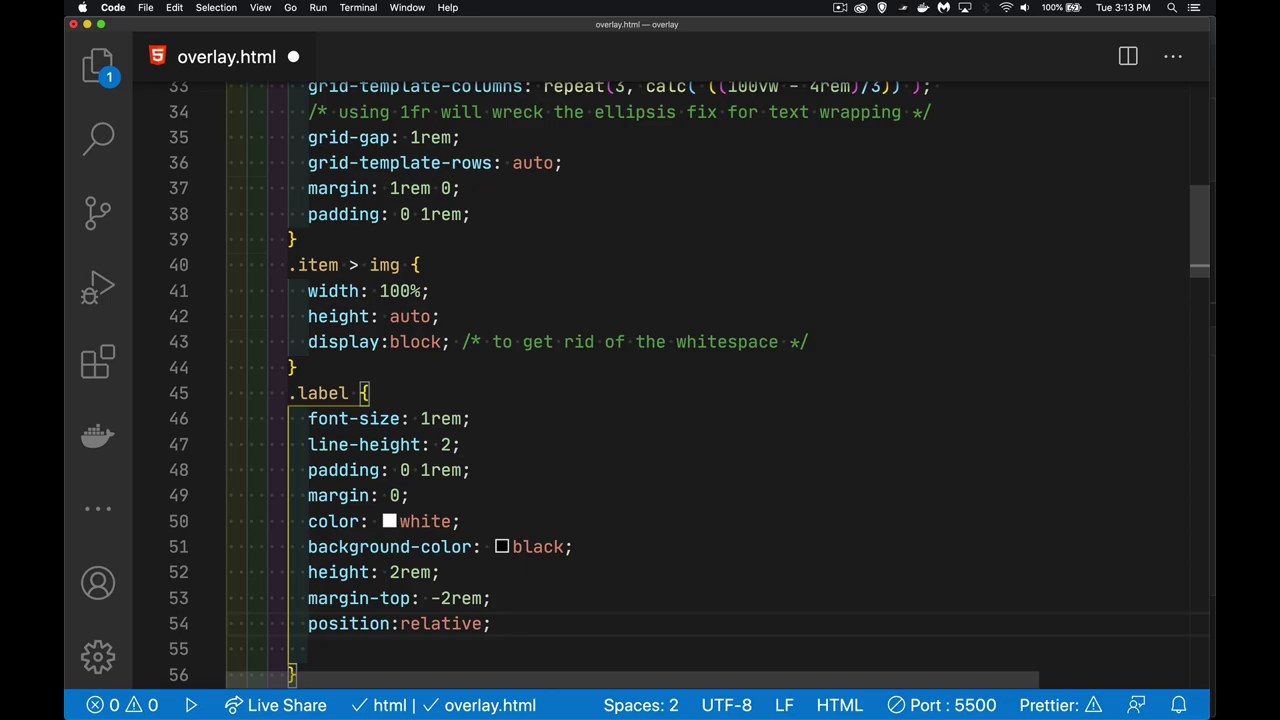 Code File Edit Selection View Go Run Terminal Window Help 100% Tue 3:13 PM
overlay.html — overlay
overlay.html
1
33 grid-template-columns: repeat(3, calc( ((100vw - 4rem)/3)) );
34 /* using 1fr will wreck the ellipsis fix for text wrapping */
35 grid-gap: 1rem;
36 grid-template-rows: auto;
37 margin: 1rem 0;
38 padding: 0 1rem;
39 }
40 .item > img {
41 width: 100%;
42 height: auto;
43 display:block; /* to get rid of the whitespace */
44 }
45 .label {
46 font-size: 1rem;
47 line-height: 2;
48 padding: 0 1rem;
49 margin: 0;
50 color: white;
51 background-color: black;
52 height: 2rem;
53 margin-top: -2rem;
54 position:relative;
55
56 }
0 0 Live Share html | overlay.html Spaces: 2 UTF-8 LF HTML Port : 5500 Prettier: